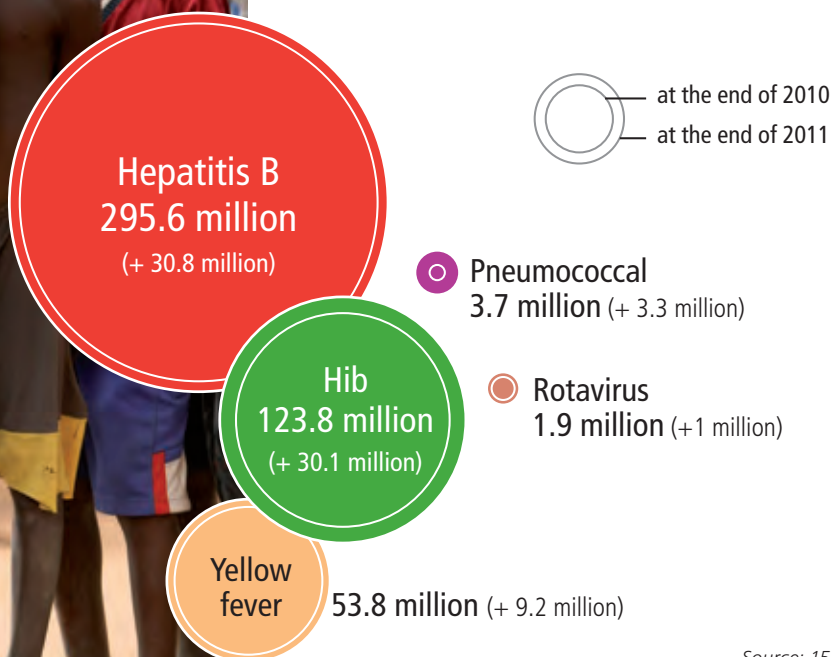 at the end of 2010
at the end of 2011
Hepatitis B
295.6 million
(+ 30.8 million)
Pneumococcal
3.7 million (+ 3.3 million)
Hib
123.8 million
(+ 30.1 million)
Rotavirus
1.9 million (+1 million)
Yellow
fever
53.8 million (+ 9.2 million)
Source: 15